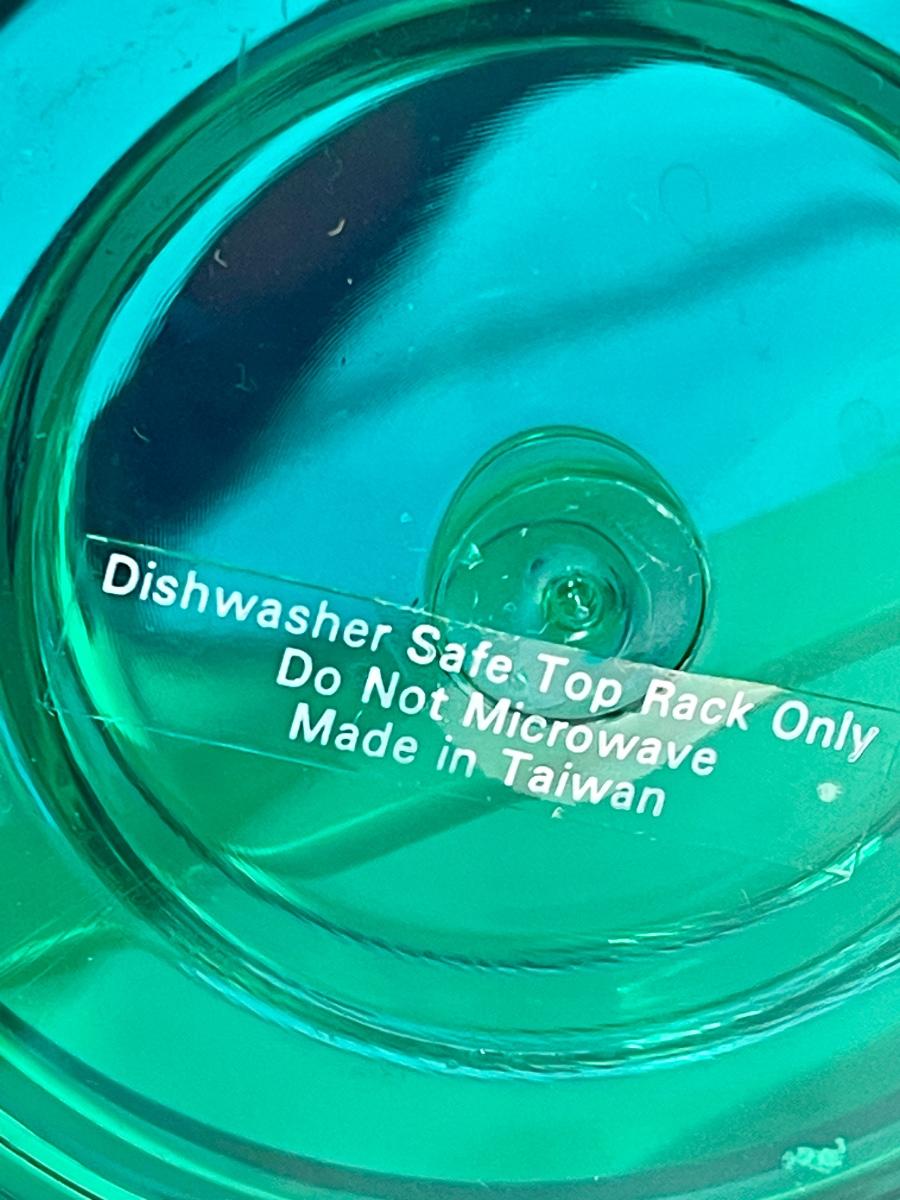 Dishwasher Safe Top Rack Only
Do Not Microwave
Made in Taiwan